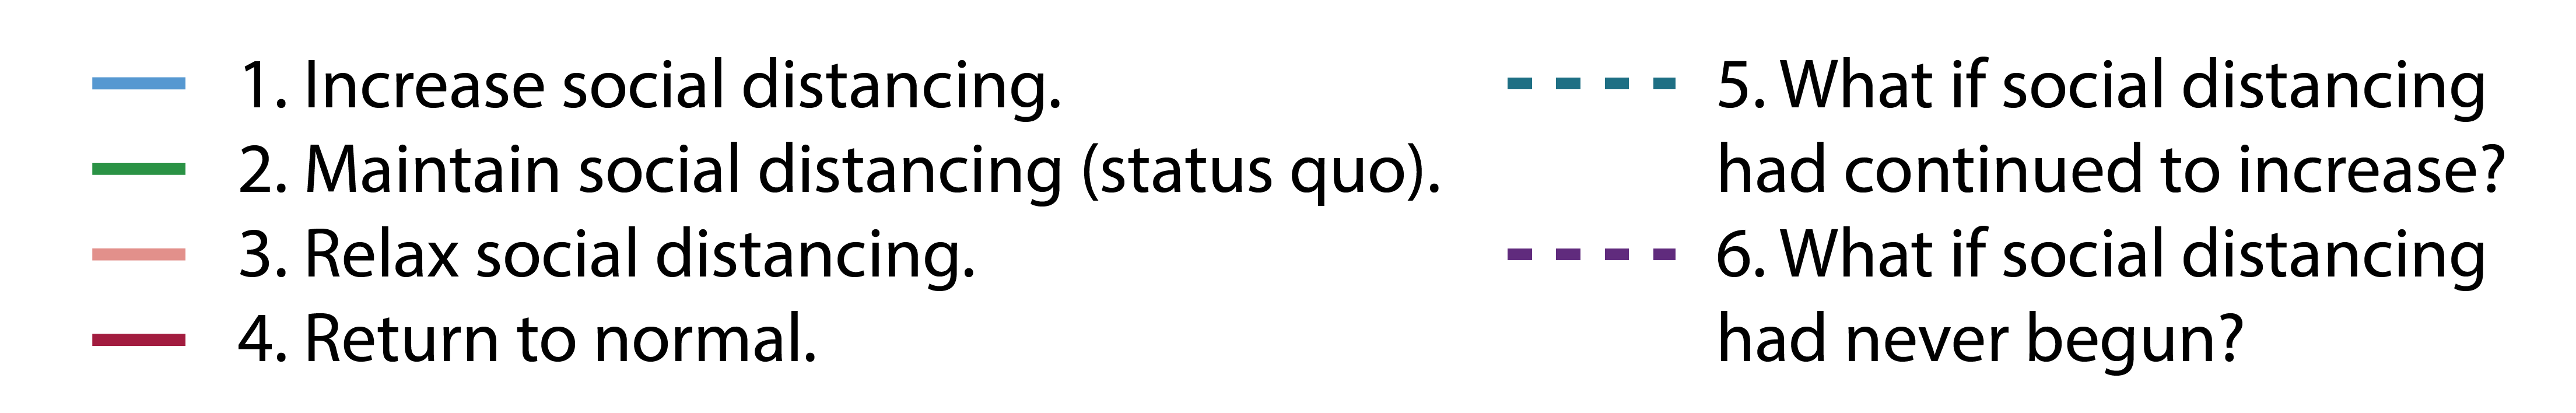 1. Increase social distancing.
2. Maintain social distancing (status quo).
3. Relax social distancing.
4. Return to normal.
5. What if social distancing
had continued to increase?
6. What if social distancing
had never begun?